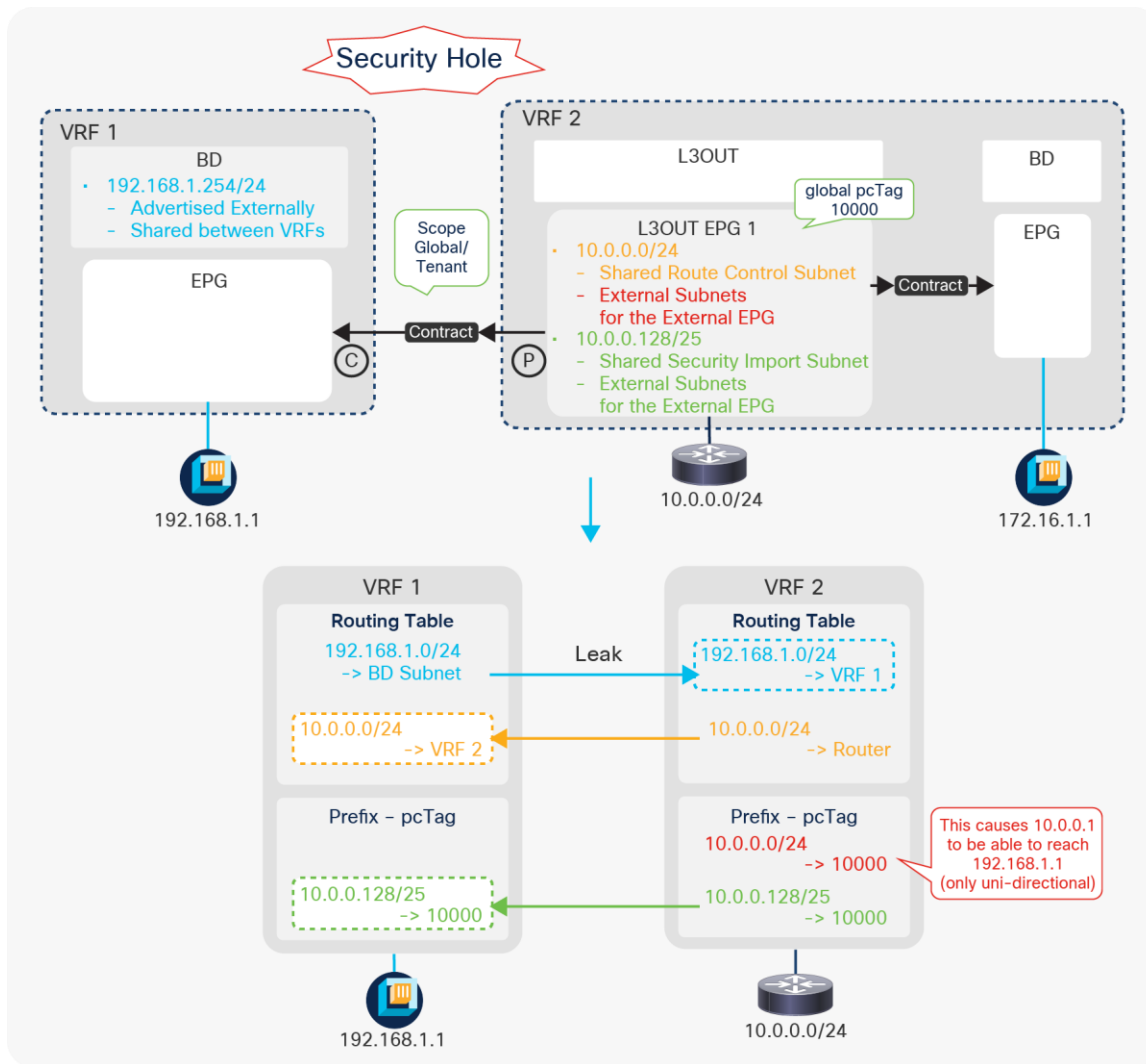 Security Hole
VRF 1
BD
· 192.168.1.254/24
- Advertised Externally
- Shared between VRFs
EPG
Scope
Global/
Tenant
Contract
C
P
VRF 2
L3OUT
global pcTag
10000
L3OUT EPG 1
· 10.0.0.0/24
- Shared Route Control Subnet
- External Subnets
for the External EPG
· 10.0.0.128/25
- Shared Security Import Subnet
- External Subnets
for the External EPG
Contract
BD
EPG
192.168.1.1
10.0.0.0/24
172.16.1.1
VRF 1
Routing Table
192.168.1.0/24
-> BD Subnet
10.0.0.0/24
-> VRF 2
Prefix – pcTag
10.0.0.128/25
-> 10000
Leak
VRF 2
Routing Table
192.168.1.0/24
-> VRF 1
10.0.0.0/24
-> Router
Prefix – pcTag
10.0.0.0/24
-> 10000
10.0.0.128/25
-> 10000
This causes 10.0.0.1
to be able to reach
192.168.1.1
(only uni-directional)
192.168.1.1
10.0.0.0/24